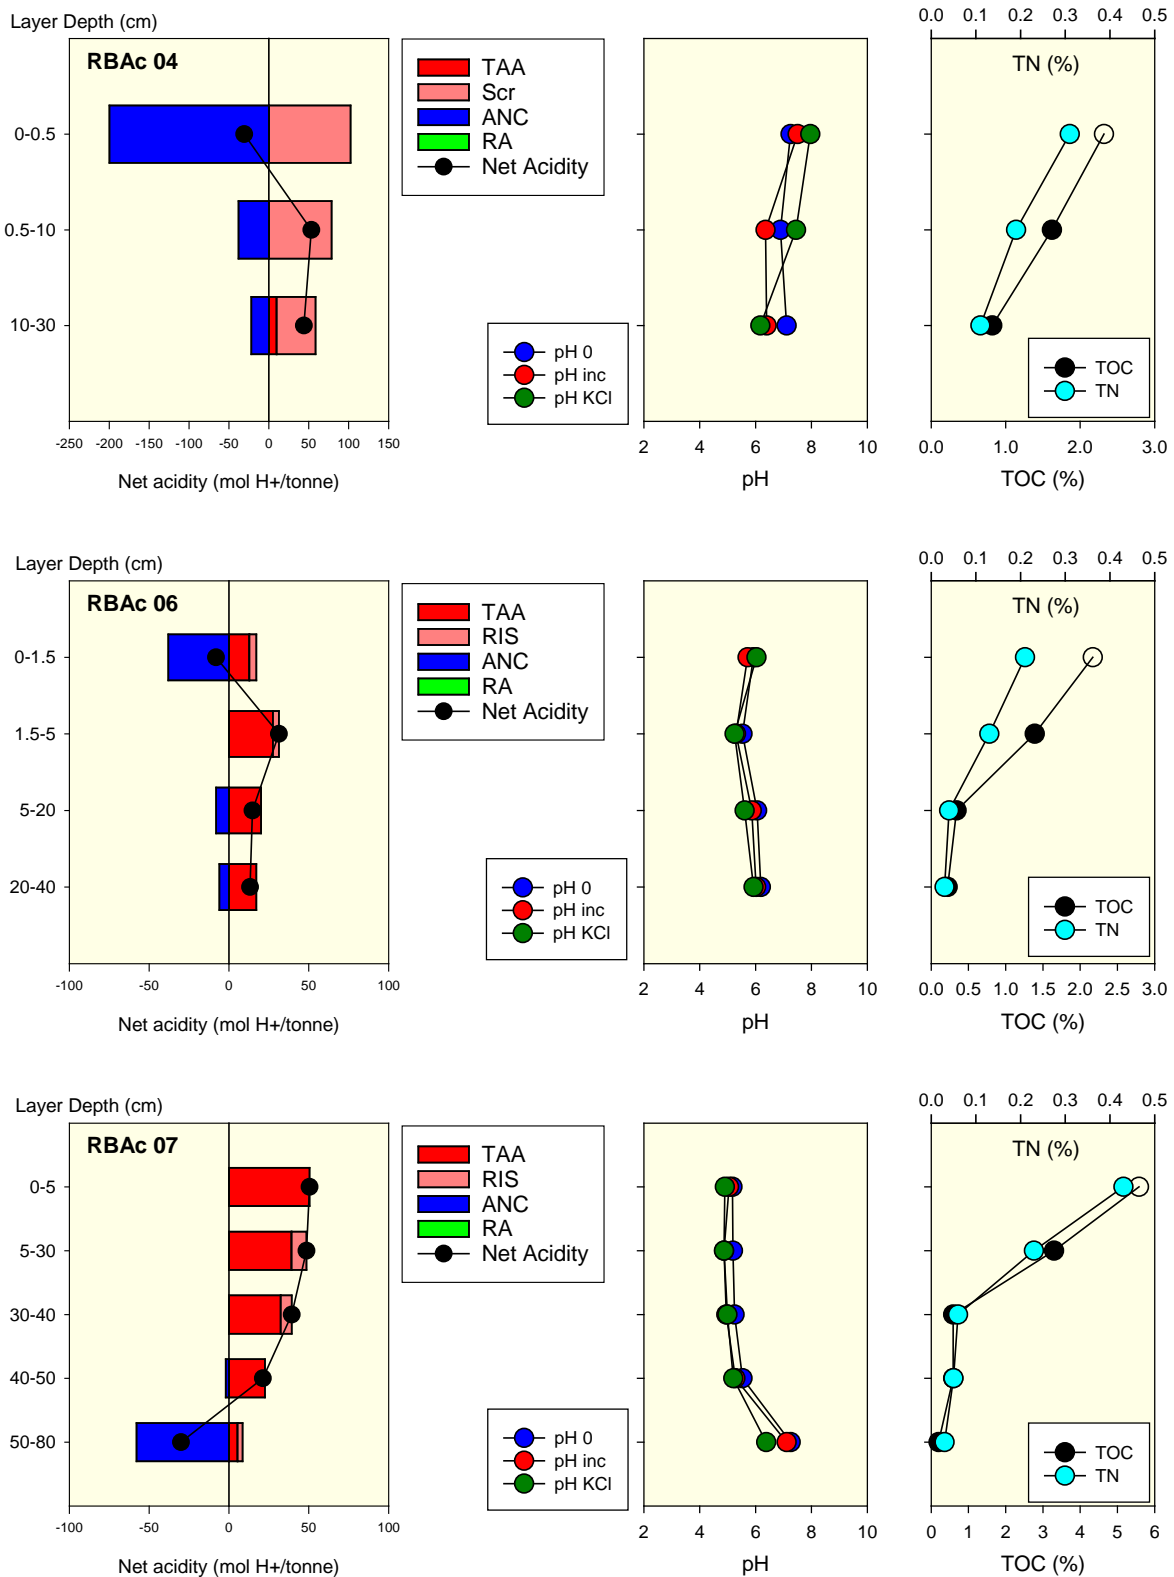 Layer Depth (cm)
0.0 0.1 0.2 0.3 0.4 0.5
RBAc 04
TAA
Scr
ANC
RA
Net Acidity
TN (%)
0-0.5
0.5-10
10-30
pH 0
pH inc
pH KCl
TOC
TN
-250 -200 -150 -100 -50 0 50 100 150
2 4 6 8 10
0.0 1.0 2.0 3.0
Net acidity (mol H+/tonne)
pH
TOC (%)
Layer Depth (cm)
0.0 0.1 0.2 0.3 0.4 0.5
RBAc 06
TAA
RIS
ANC
RA
Net Acidity
TN (%)
0-1.5
1.5-5
5-20
20-40
pH 0
pH inc
pH KCl
TOC
TN
-100 -50 0 50 100
2 4 6 8 10
0.0 0.5 1.0 1.5 2.0 2.5 3.0
Net acidity (mol H+/tonne)
pH
TOC (%)
Layer Depth (cm)
0.0 0.1 0.2 0.3 0.4 0.5
RBAc 07
TAA
RIS
ANC
RA
Net Acidity
TN (%)
0-5
5-30
30-40
40-50
50-80
pH 0
pH inc
pH KCl
TOC
TN
-100 -50 0 50 100
2 4 6 8 10
0 1 2 3 4 5 6
Net acidity (mol H+/tonne)
pH
TOC (%)